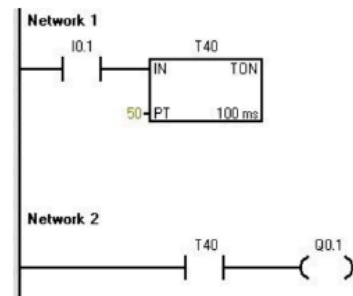 Network 1
I0.1 T40
IN TON
50 PT 100 ms
Network 2
T40 Q0.1